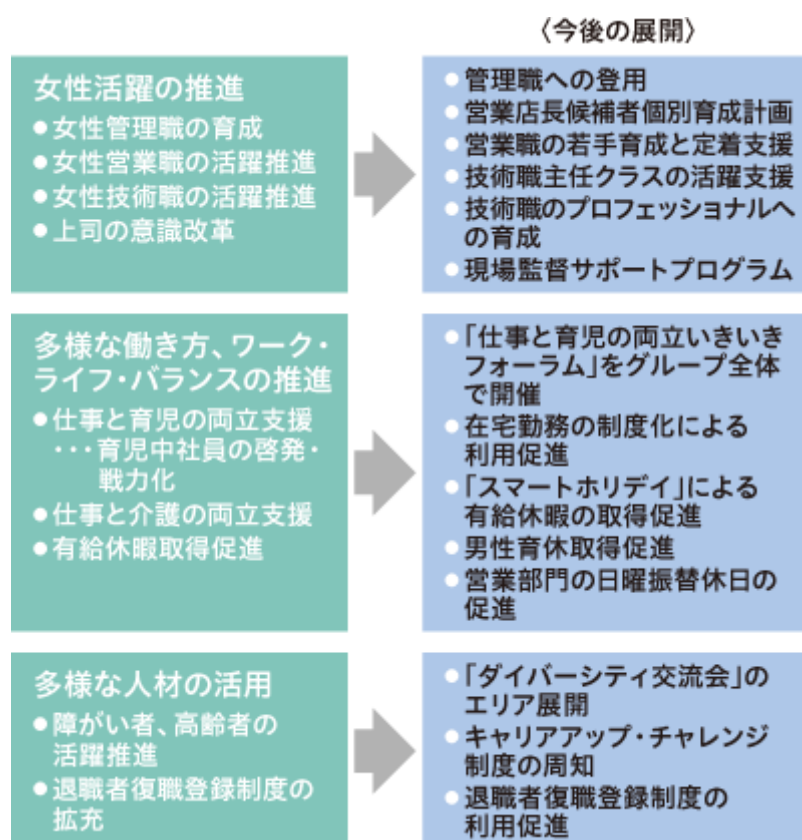 〈今後の展開〉
女性活躍の推進
●女性管理職の育成
●女性営業職の活躍推進
●女性技術職の活躍推進
●上司の意識改革
●管理職への登用
●営業店長候補者個別育成計画
●営業職の若手育成と定着支援
●技術職主任クラスの活躍支援
●技術職のプロフェッショナルへ
の育成
●現場監督サポートプログラム
多様な働き方、ワーク・
ライフ・バランスの推進
●仕事と育児の両立支援
･･･育児中社員の啓発・
戦力化
●仕事と介護の両立支援
●有給休暇取得促進
●「仕事と育児の両立いきいき
フォーラム」をグループ全体
で開催
●在宅勤務の制度化による
利用促進
●「スマートホリデイ」による
有給休暇の取得促進
●男性育休取得促進
●営業部門の日曜振替休日の
促進
多様な人材の活用
●障がい者、高齢者の
活躍推進
●退職者復職登録制度の
拡充
●「ダイバーシティ交流会」の
エリア展開
●キャリアアップ・チャレンジ
制度の周知
●退職者復職登録制度の
利用促進